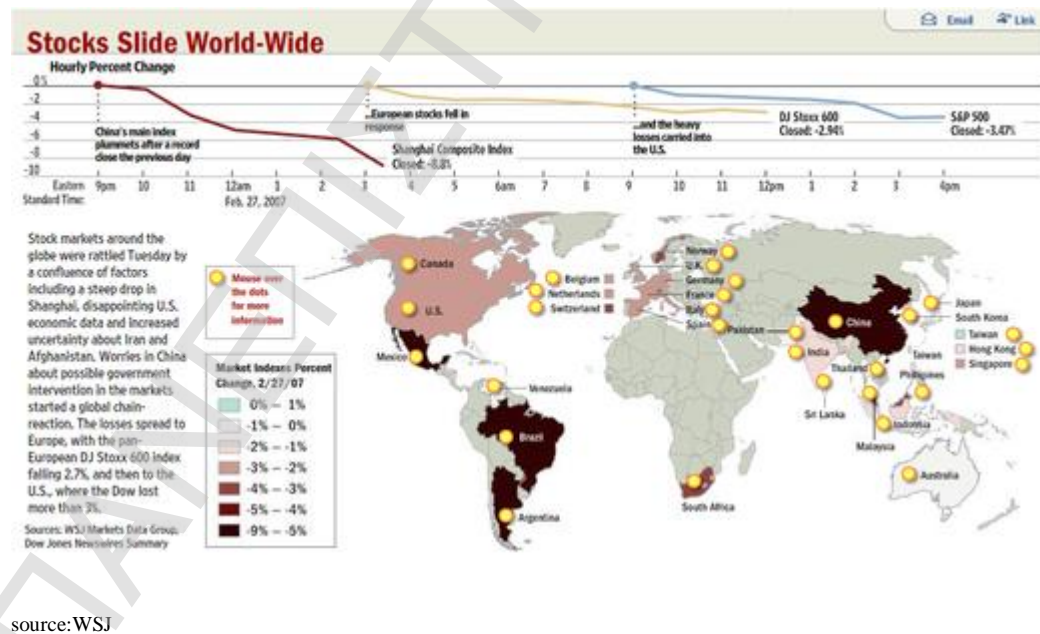 Email Link
Stocks Slide World-Wide
Hourly Percent Change
0%
-2
-4
-6
-8
-10
China's main index
plummets after a record
close the previous day
...European stocks fell in
response
Shanghai Composite Index
Closed: -8.8%
...and the heavy
losses carried into
the U.S.
DJ Stoxx 600
Closed: -2.94%
S&P 500
Closed: -3.47%
Eastern 9pm 10 11 12am 1 2 3 4 5 6am 7 8 9 10 11 12pm 1 2 3 4pm
Standard Time: Feb. 27, 2007
Stock markets around the
globe were rattled Tuesday by
a confluence of factors
including a steep drop in
Shanghai, disappointing U.S.
economic data and increased
uncertainty about Iran and
Afghanistan. Worries in China
about possible government
intervention in the markets
started a global chain-
reaction. The losses spread to
Europe, with the pan-
European DJ Stoxx 600 index
falling 2.7%, and then to the
U.S., where the Dow lost
more than 3%.
Sources: WSJ Markets Data Group,
Dow Jones Newswires Summary
Mouse over
the dots
for more
information
Market Indexes Percent
Change, 2/27/07
0% – 1%
-1% – 0%
-2% – -1%
-3% – -2%
-4% – -3%
-5% – -4%
-9% – -5%
Canada
U.S.
Mexico
Venezuela
Brazil
Argentina
Belgium
Netherlands
Switzerland
Norway
U.K.
Germany
France
Italy
Spain
Pakistan
India
Sri Lanka
China
Thailand
Malaysia
Indonesia
Philippines
Taiwan
Japan
South Korea
Taiwan
Hong Kong
Singapore
South Africa
Australia
source:WSJ